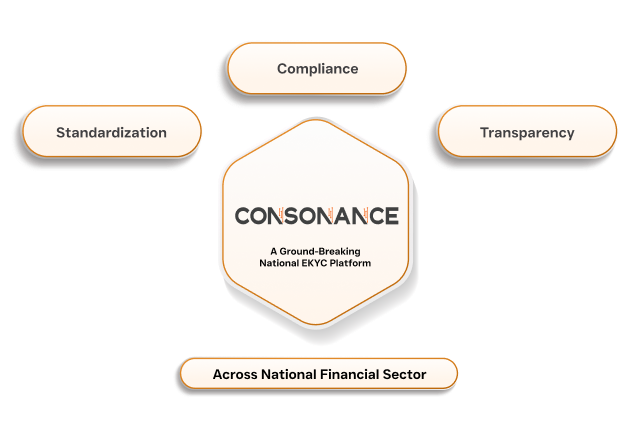 Compliance
Standardization
Transparency
CONSONANCE
A Ground-Breaking
National EKYC Platform
Across National Financial Sector